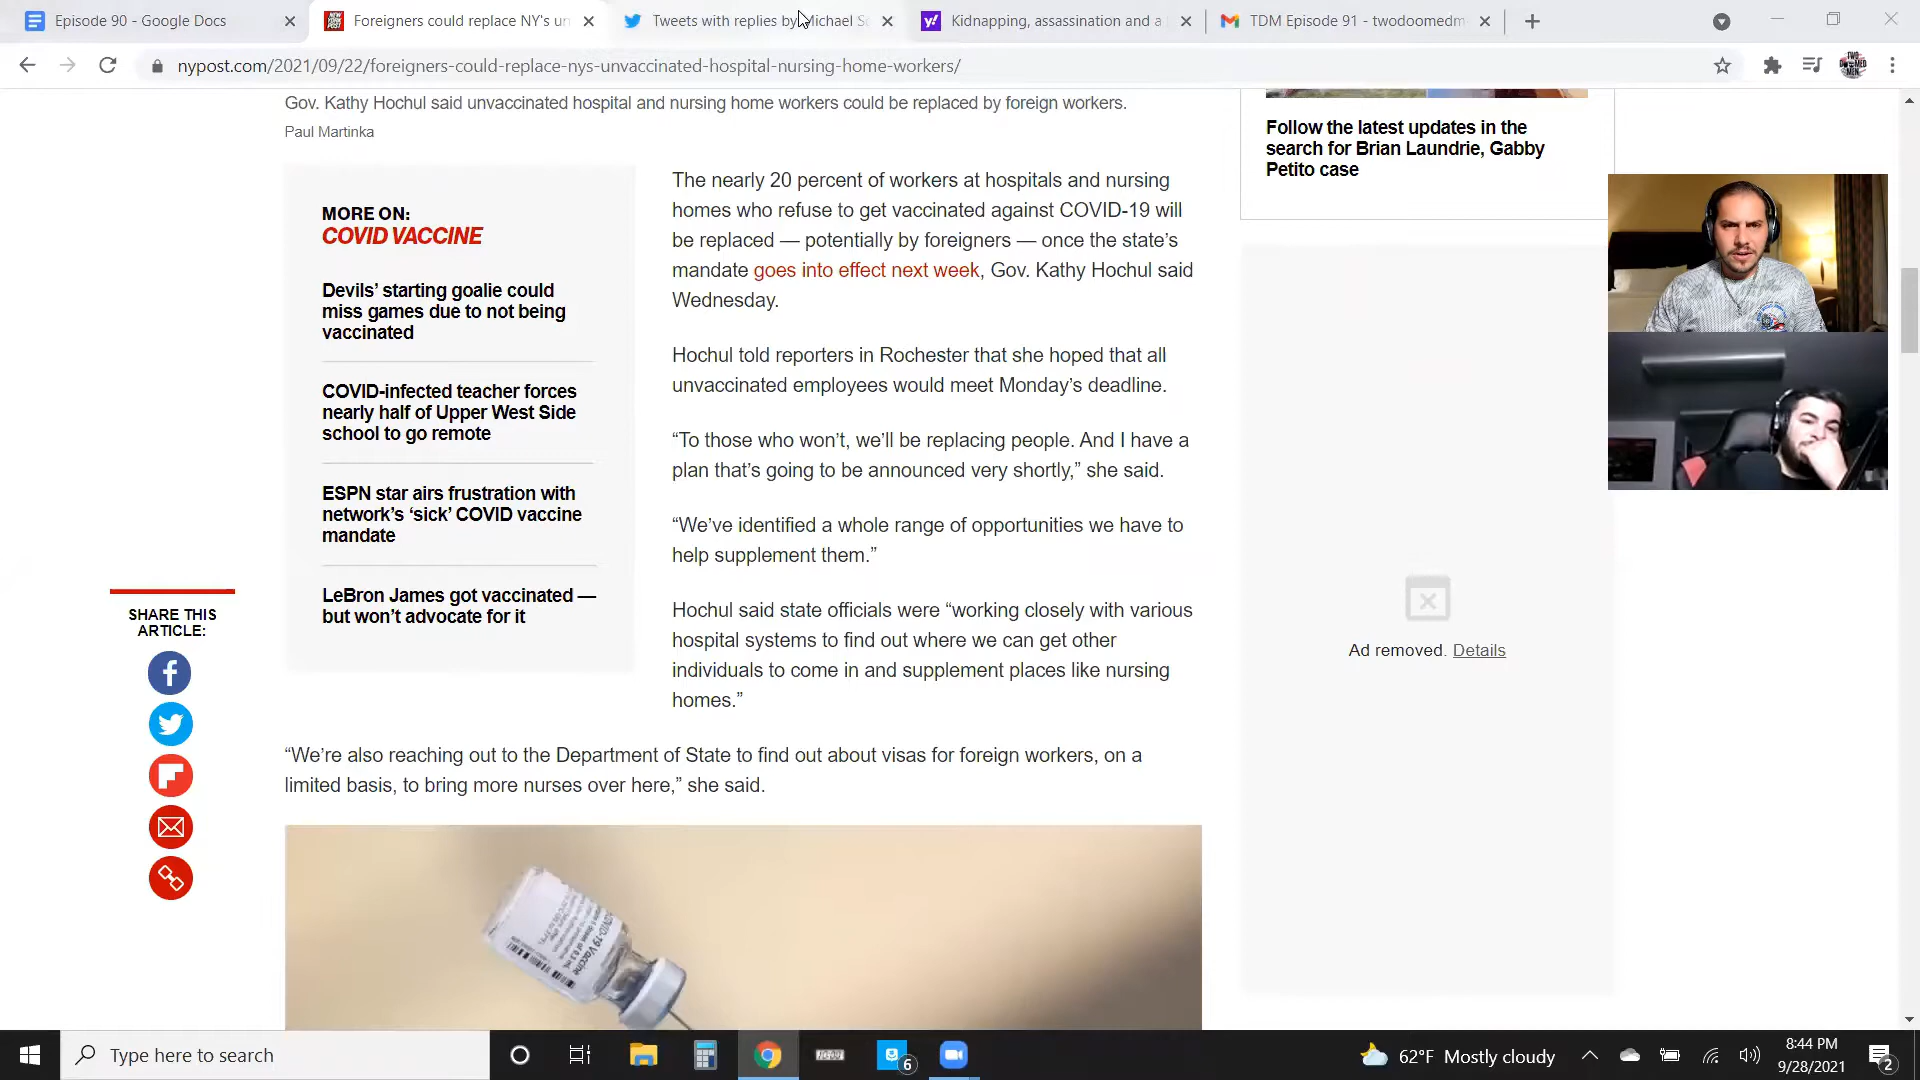 Episode 90 - Google Docs
Foreigners could replace NY's un
Tweets with replies by Michael Sc
Kidnapping, assassination and a
TDM Episode 91 - twodoomedm
nypost.com/2021/09/22/foreigners-could-replace-nys-unvaccinated-hospital-nursing-home-workers/
Gov. Kathy Hochul said unvaccinated hospital and nursing home workers could be replaced by foreign workers.
Paul Martinka
MORE ON:
COVID VACCINE
Devils’ starting goalie could
miss games due to not being
vaccinated
COVID-infected teacher forces
nearly half of Upper West Side
school to go remote
ESPN star airs frustration with
network’s ‘sick’ COVID vaccine
mandate
LeBron James got vaccinated —
but won’t advocate for it
SHARE THIS
ARTICLE:
The nearly 20 percent of workers at hospitals and nursing
homes who refuse to get vaccinated against COVID-19 will
be replaced — potentially by foreigners — once the state’s
mandate goes into effect next week, Gov. Kathy Hochul said
Wednesday.
Hochul told reporters in Rochester that she hoped that all
unvaccinated employees would meet Monday’s deadline.
“To those who won’t, we’ll be replacing people. And I have a
plan that’s going to be announced very shortly,” she said.
“We’ve identified a whole range of opportunities we have to
help supplement them.”
Hochul said state officials were “working closely with various
hospital systems to find out where we can get other
individuals to come in and supplement places like nursing
homes.”
“We’re also reaching out to the Department of State to find out about visas for foreign workers, on a
limited basis, to bring more nurses over here,” she said.
COVID-19 Vaccine
Follow the latest updates in the
search for Brian Laundrie, Gabby
Petito case
Ad removed. Details
Type here to search
6
62°F Mostly cloudy
8:44 PM
9/28/2021
2